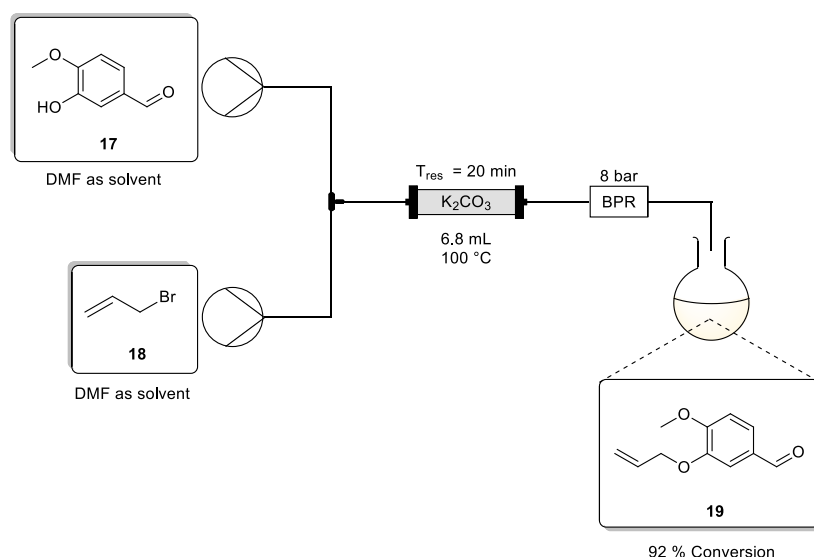 O
HO
O
17
DMF as solvent
Br
18
DMF as solvent
T_res = 20 min
K₂CO₃
6.8 mL
100 °C
8 bar
BPR
O
O
O
19
92 % Conversion